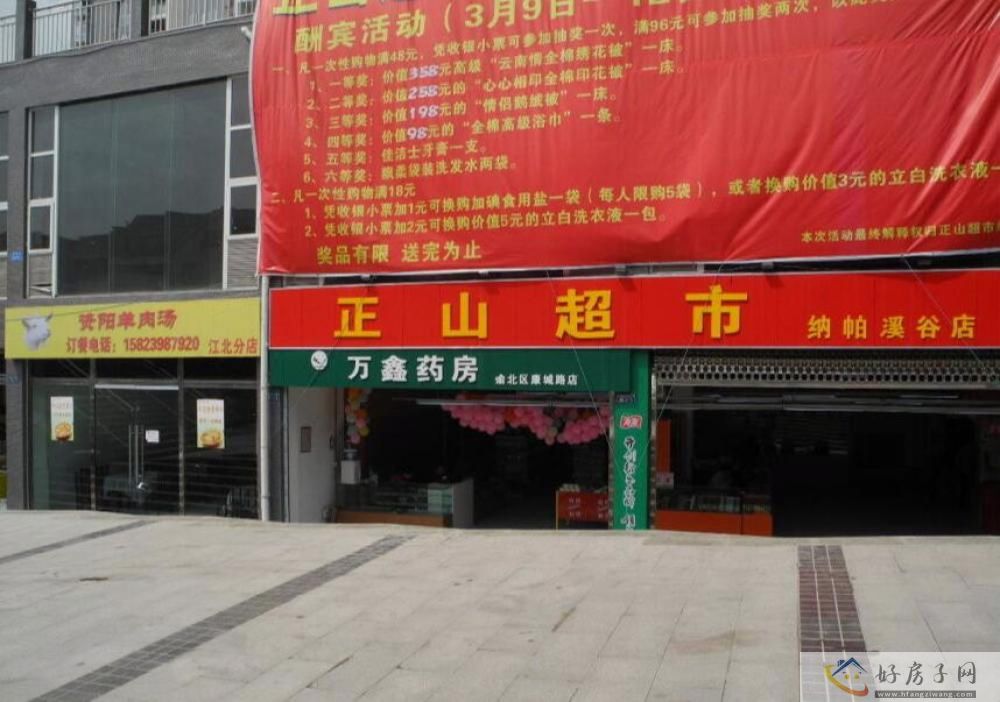 酬宾活动（3月9日
一、凡一次性购物满48元，凭收银小票可参加抽奖一次，满96元可参加抽奖两次，
1、一等奖：价值358元高级“云南情全棉绣花被”一床。
2、二等奖：价值258元的“心心相印全棉印花被”一床。
3、三等奖：价值198元的“情侣鹅绒被”一床。
4、四等奖：价值98元的“全棉高级浴巾”一条。
5、五等奖：佳洁士牙膏一支。
6、六等奖：飘柔袋装洗发水两袋。
二、凡一次性购物满18元
1、凭收银小票加1元可换购加碘食用盐一袋（每人限购5袋），或者换购价值3元的立白洗衣液一
2、凭收银小票加2元可换购价值5元的立白洗衣液一包。
奖品有限 送完为止
本次活动最终解释权归正山超市
正山超市 纳帕溪谷店
资阳羊肉汤
订餐电话：15823987920 江北分店
万鑫药房 渝北区康城路店
好房子网
www.hfangziwang.com